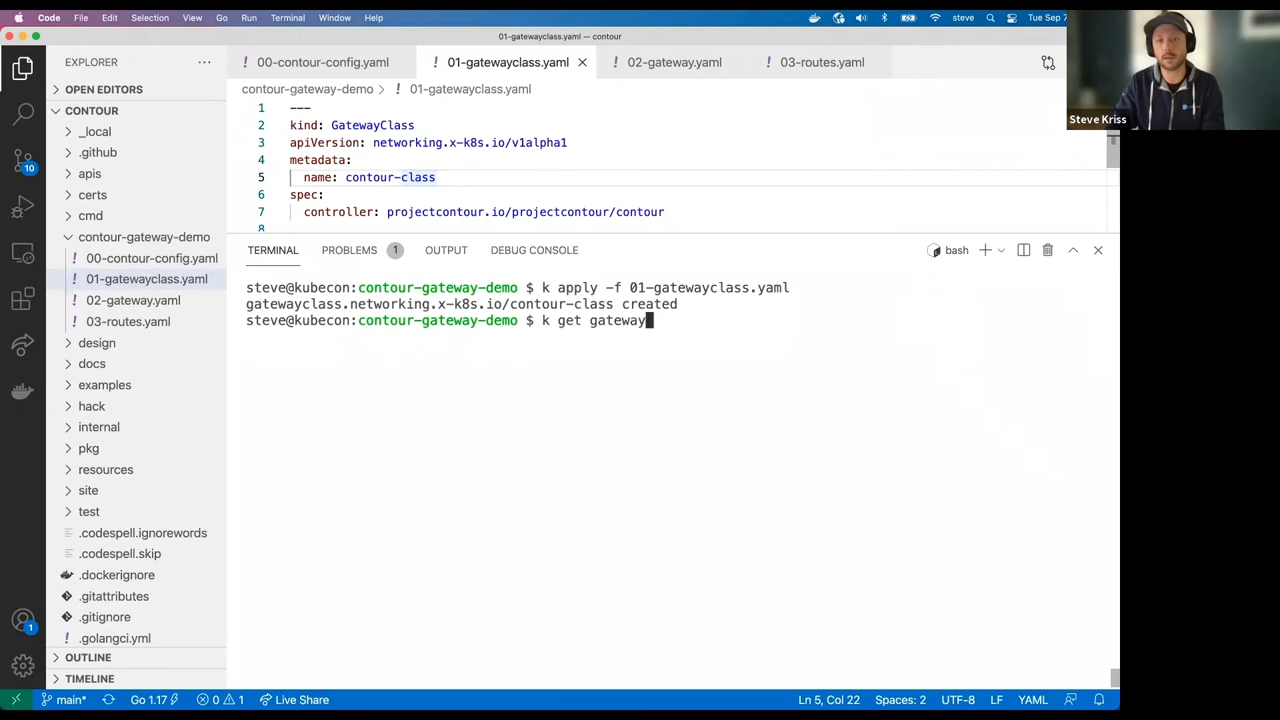 Code File Edit Selection View Go Run Terminal Window Help steve Tue Sep 7
01-gatewayclass.yaml — contour
EXPLORER
OPEN EDITORS
CONTOUR
_local
.github
apis
certs
cmd
contour-gateway-demo
00-contour-config.yaml
01-gatewayclass.yaml
02-gateway.yaml
03-routes.yaml
design
docs
examples
hack
internal
pkg
resources
site
test
.codespell.ignorewords
.codespell.skip
.dockerignore
.gitattributes
.gitignore
.golangci.yml
OUTLINE
TIMELINE
10
1
00-contour-config.yaml 01-gatewayclass.yaml 02-gateway.yaml 03-routes.yaml
contour-gateway-demo > ! 01-gatewayclass.yaml
1 ---
2 kind: GatewayClass
3 apiVersion: networking.x-k8s.io/v1alpha1
4 metadata:
5 name: contour-class
6 spec:
7 controller: projectcontour.io/projectcontour/contour
8
TERMINAL PROBLEMS 1 OUTPUT DEBUG CONSOLE bash
steve@kubecon:contour-gateway-demo $ k apply -f 01-gatewayclass.yaml
gatewayclass.networking.x-k8s.io/contour-class created
steve@kubecon:contour-gateway-demo $ k get gateway
Steve Kriss
main* Go 1.17 0 1 Live Share Ln 5, Col 22 Spaces: 2 UTF-8 LF YAML